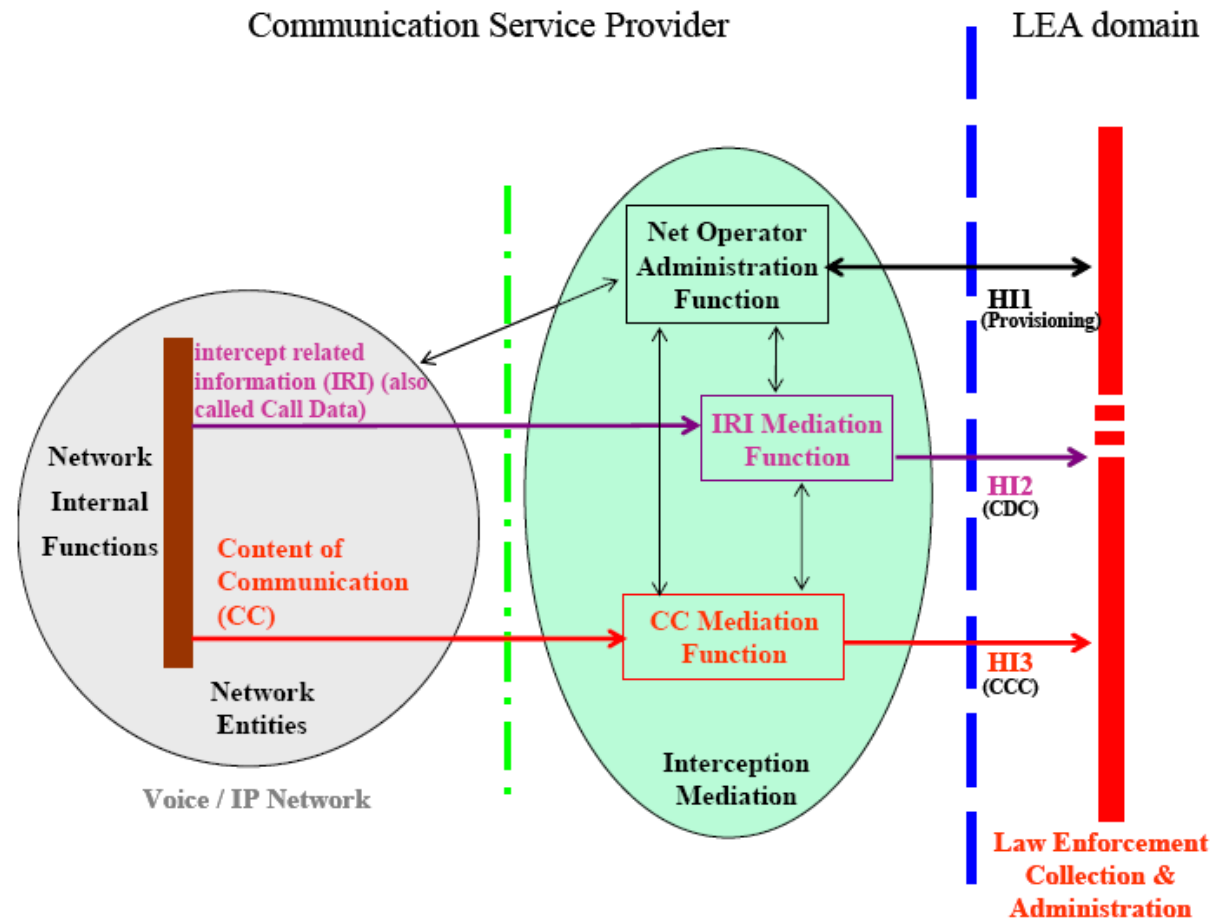 Communication Service Provider
LEA domain
Net Operator
Administration
Function
HI1
(Provisioning)
intercept related
information (IRI) (also
called Call Data)
IRI Mediation
Function
HI2
(CDC)
Network
Internal
Functions
Content of
Communication
(CC)
CC Mediation
Function
HI3
(CCC)
Network
Entities
Interception
Mediation
Voice / IP Network
Law Enforcement
Collection &
Administration